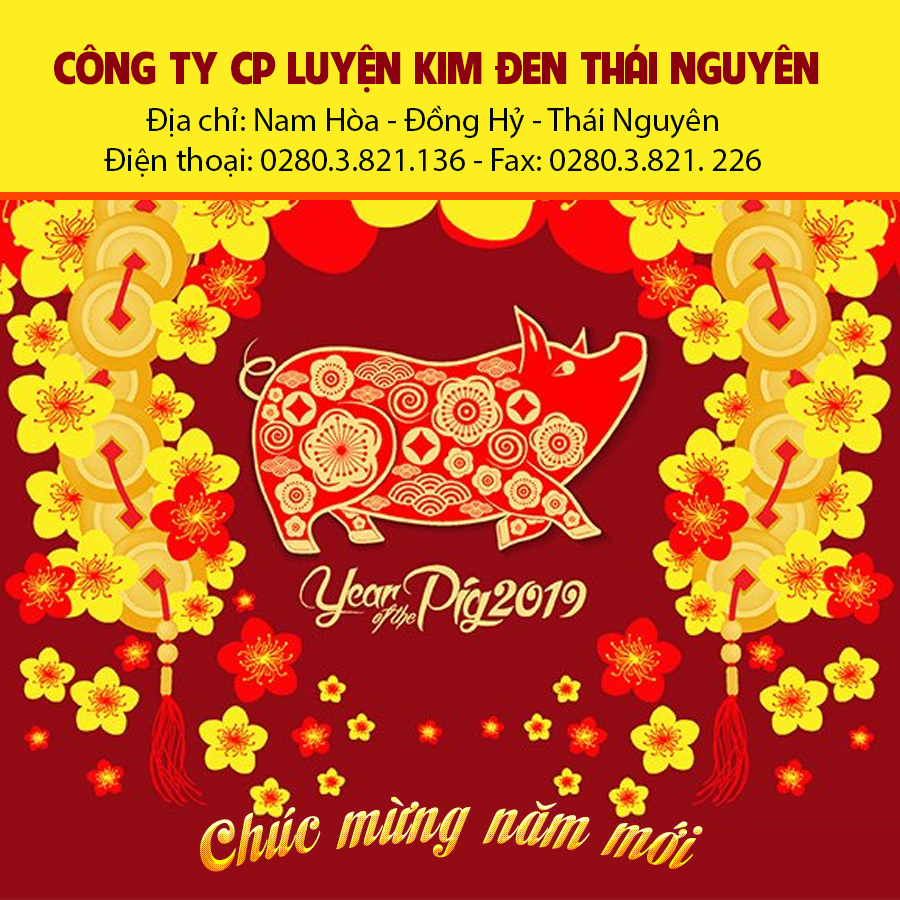 CÔNG TY CP LUYỆN KIM ĐEN THÁI NGUYÊN
Địa chỉ: Nam Hòa - Đồng Hỷ - Thái Nguyên
Điện thoại: 0280.3.821.136 - Fax: 0280.3.821. 226
Year of the Pig 2019
Chúc mừng năm mới